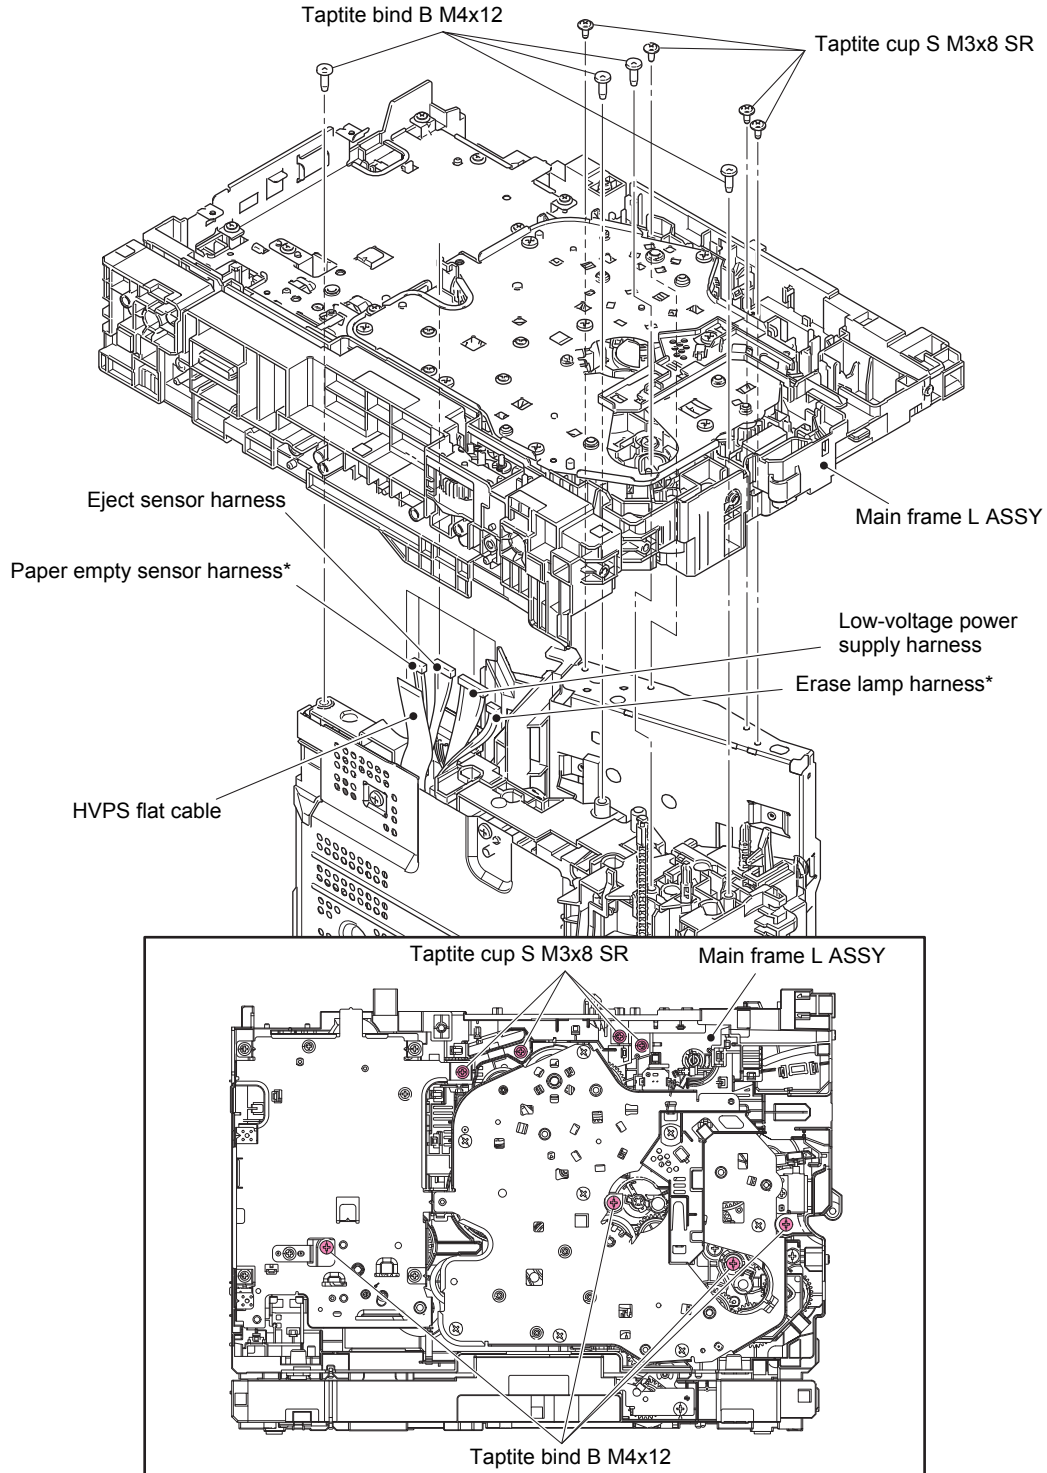 Taptite bind B M4x12
Taptite cup S M3x8 SR
Eject sensor harness
Main frame L ASSY
Paper empty sensor harness*
Low-voltage power
supply harness
Erase lamp harness*
HVPS flat cable
Taptite cup S M3x8 SR
Main frame L ASSY
Taptite bind B M4x12